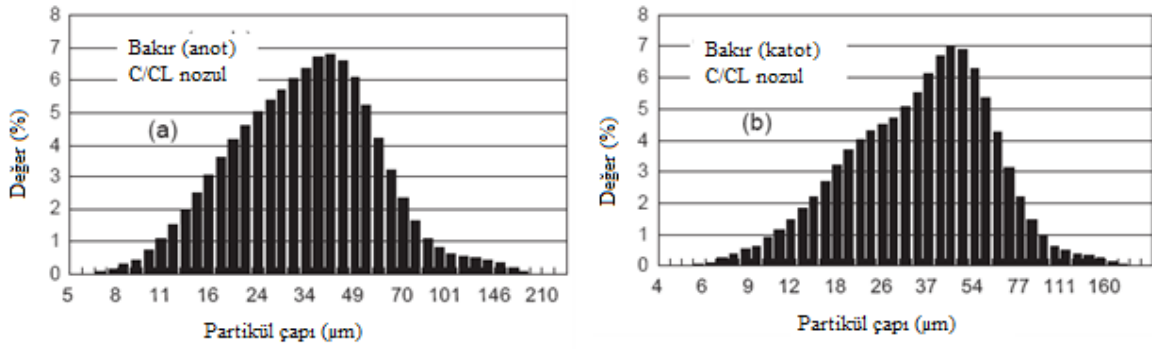 8
7
6
5
4
3
2
1
0
Değer (%)
Bakır (anot)
C/CL nozul
(a)
5 8 11 16 24 34 49 70 101 146 210
Partikül çapı (µm)
8
7
6
5
4
3
2
1
0
Değer (%)
Bakır (katot)
C/CL nozul
(b)
4 6 9 12 18 26 37 54 77 111 160
Partikül çapı (µm)